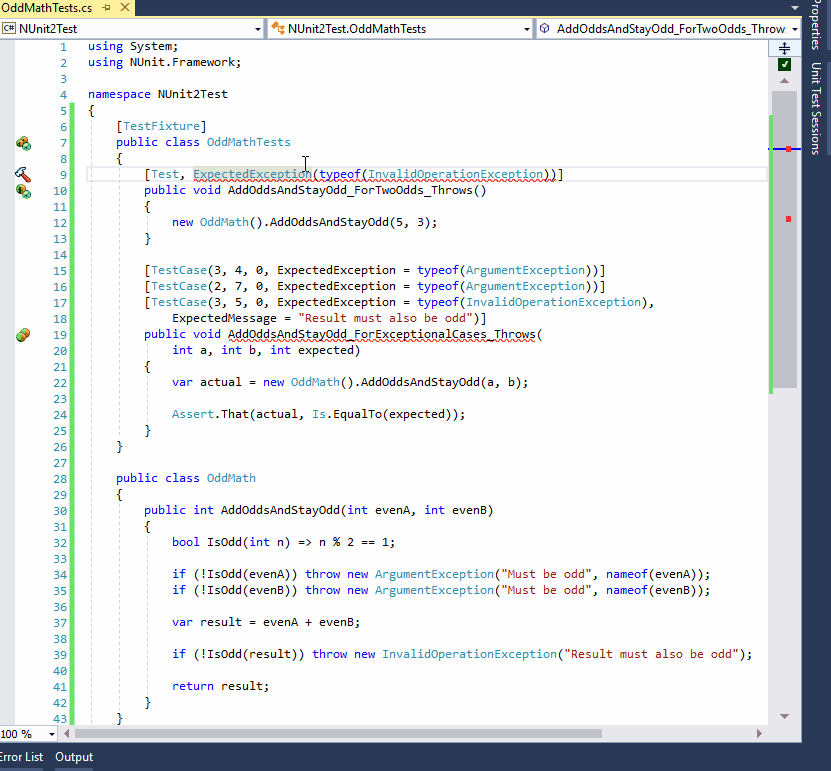 OddMathTests.cs
NUnit2Test
NUnit2Test.OddMathTests
AddOddsAndStayOdd_ForTwoOdds_Throw
Properties
Unit Test Sessions
1 using System;
2 using NUnit.Framework;
3
4 namespace NUnit2Test
5 {
6 [TestFixture]
7 public class OddMathTests
8 {
9 [Test, ExpectedException(typeof(InvalidOperationException))]
10 public void AddOddsAndStayOdd_ForTwoOdds_Throws()
11 {
12 new OddMath().AddOddsAndStayOdd(5, 3);
13 }
14
15 [TestCase(3, 4, 0, ExpectedException = typeof(ArgumentException))]
16 [TestCase(2, 7, 0, ExpectedException = typeof(ArgumentException))]
17 [TestCase(3, 5, 0, ExpectedException = typeof(InvalidOperationException),
18 ExpectedMessage = "Result must also be odd")]
19 public void AddOddsAndStayOdd_ForExceptionalCases_Throws(
20 int a, int b, int expected)
21 {
22 var actual = new OddMath().AddOddsAndStayOdd(a, b);
23
24 Assert.That(actual, Is.EqualTo(expected));
25 }
26 }
27
28 public class OddMath
29 {
30 public int AddOddsAndStayOdd(int evenA, int evenB)
31 {
32 bool IsOdd(int n) => n % 2 == 1;
33
34 if (!IsOdd(evenA)) throw new ArgumentException("Must be odd", nameof(evenA));
35 if (!IsOdd(evenB)) throw new ArgumentException("Must be odd", nameof(evenB));
36
37 var result = evenA + evenB;
38
39 if (!IsOdd(result)) throw new InvalidOperationException("Result must also be odd");
40
41 return result;
42 }
43 }
100 %
Error List Output